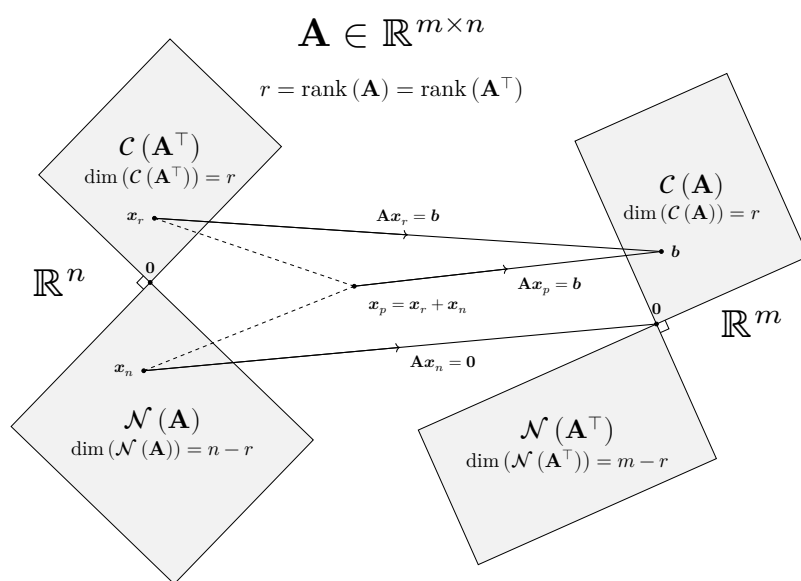 A ∈ ℝ^{m×n}
r = rank (A) = rank (A^⊤)
𝒞 (A^⊤)
dim (𝒞 (A^⊤)) = r
𝒞 (A)
dim (𝒞 (A)) = r
x_r
Ax_r = b
b
0
ℝ^n
Ax_p = b
x_p = x_r + x_n
0
ℝ^m
x_n
Ax_n = 0
𝒩 (A)
dim (𝒩 (A)) = n − r
𝒩 (A^⊤)
dim (𝒩 (A^⊤)) = m − r